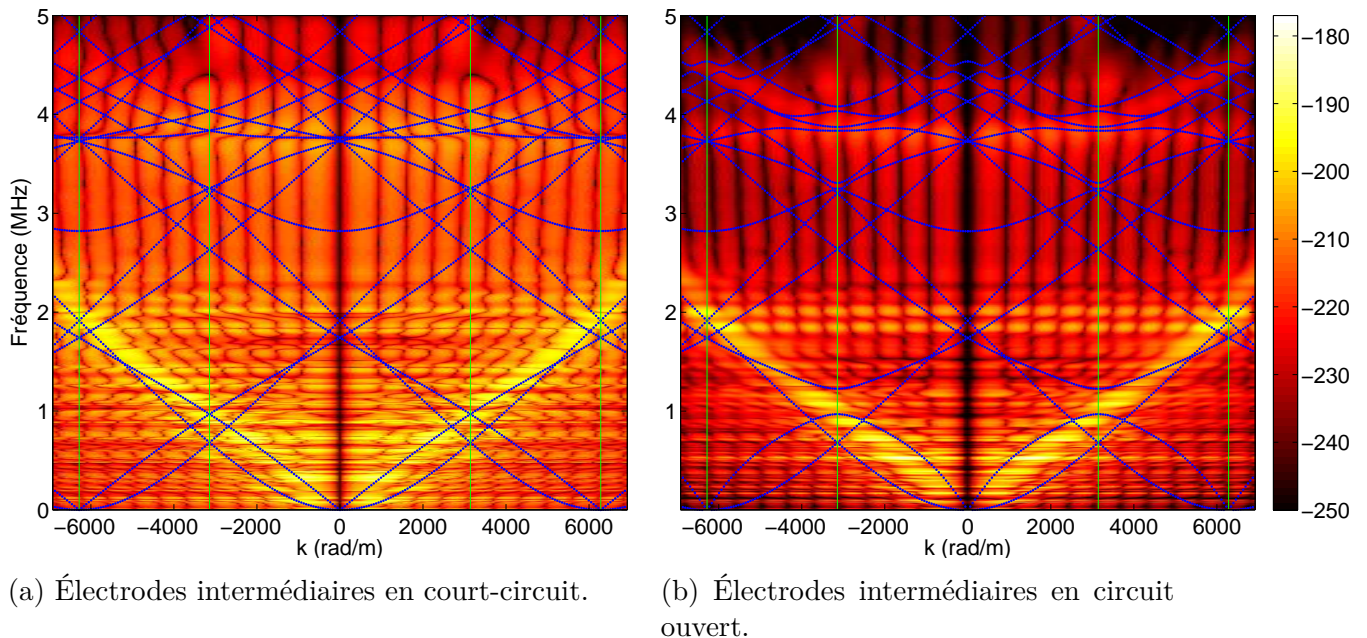 5
4
3
2
1
0
Fréquence (MHz)
−6000 −4000 −2000 0 2000 4000 6000
k (rad/m)
5
4
3
2
1
0
−6000 −4000 −2000 0 2000 4000 6000
k (rad/m)
−180
−190
−200
−210
−220
−230
−240
−250
(a) Électrodes intermédiaires en court-circuit.
(b) Électrodes intermédiaires en circuit
ouvert.